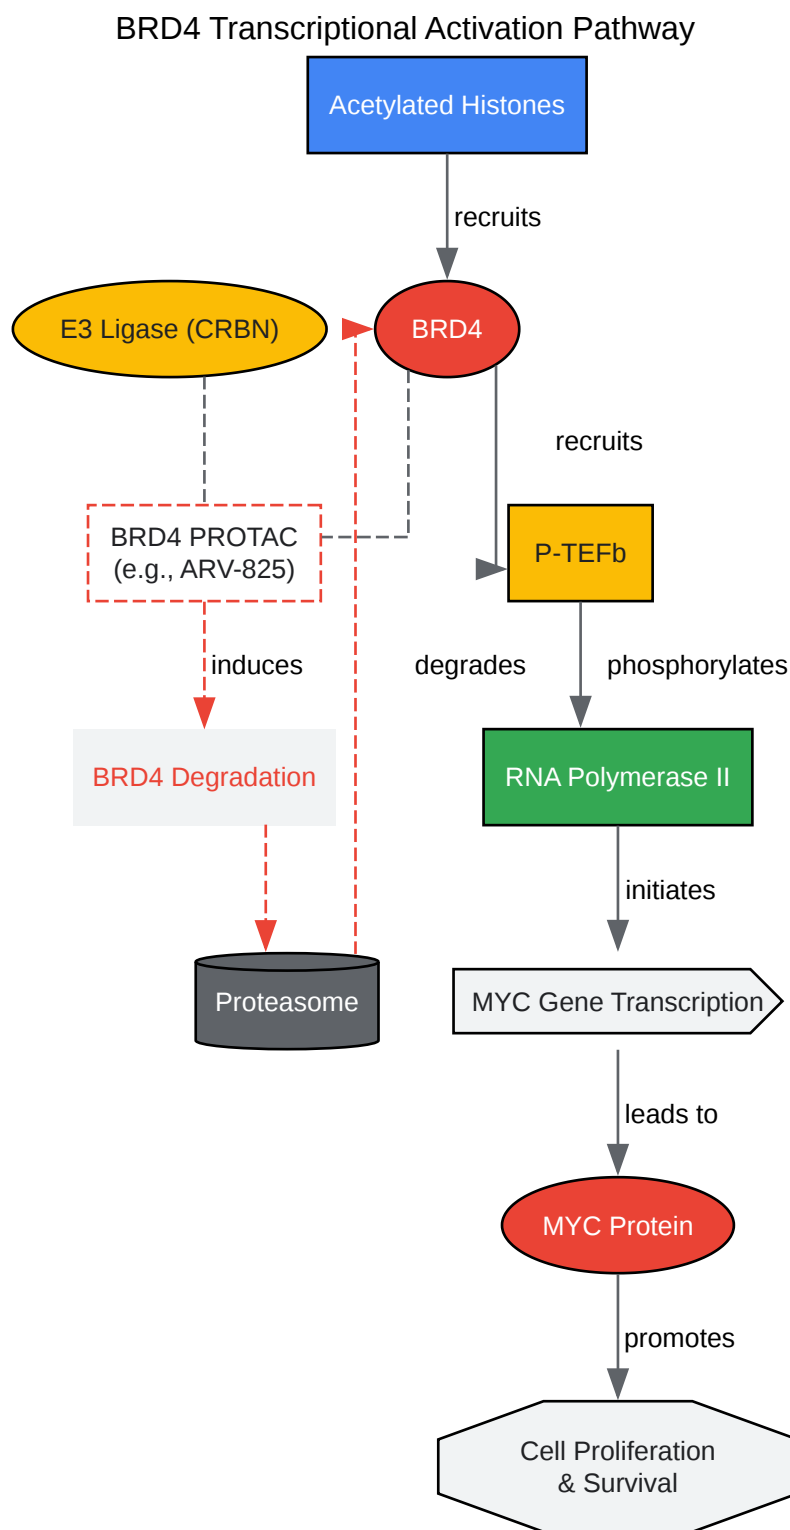 BRD4 Transcriptional Activation Pathway
Acetylated Histones
recruits
E3 Ligase (CRBN)
BRD4
recruits
BRD4 PROTAC
(e.g., ARV-825)
P-TEFb
induces
degrades
phosphorylates
BRD4 Degradation
RNA Polymerase II
initiates
Proteasome
MYC Gene Transcription
leads to
MYC Protein
promotes
Cell Proliferation
& Survival